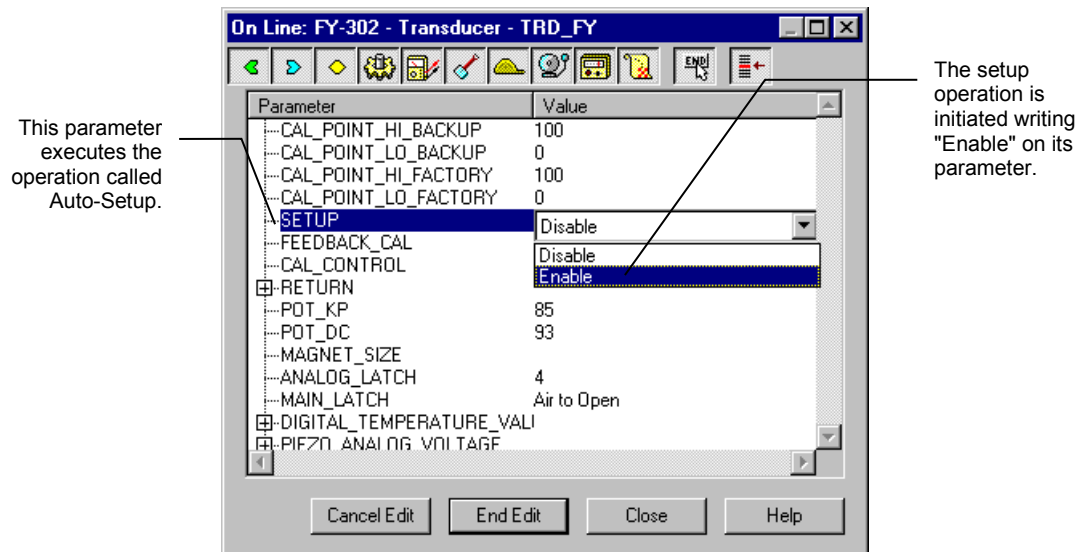 On Line: FY-302 - Transducer - TRD_FY
END
Parameter Value
CAL_POINT_HI_BACKUP 100
CAL_POINT_LO_BACKUP 0
CAL_POINT_HI_FACTORY 100
CAL_POINT_LO_FACTORY 0
SETUP Disable
FEEDBACK_CAL Disable
CAL_CONTROL Enable
RETURN
POT_KP 85
POT_DC 93
MAGNET_SIZE
ANALOG_LATCH 4
MAIN_LATCH Air to Open
DIGITAL_TEMPERATURE_VAL
PIEZO_ANALOG_VOLTAGE
Cancel Edit End Edit Close Help
This parameter
executes the
operation called
Auto-Setup.
The setup
operation is
initiated writing
"Enable" on its
parameter.